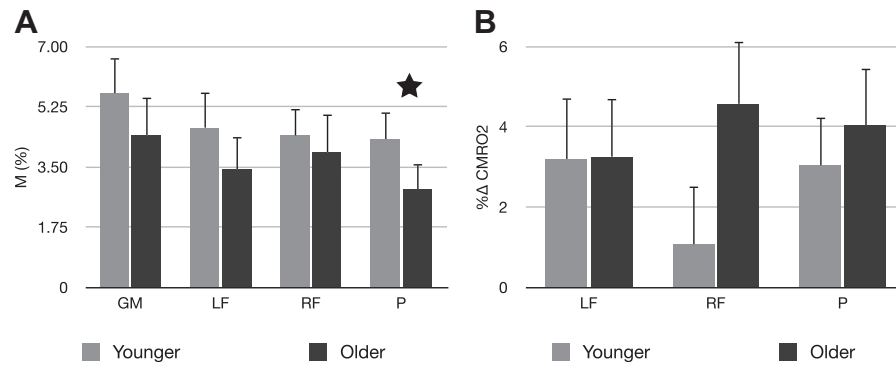 A
M (%)
7.00
5.25
3.50
1.75
0
GM LF RF P
Younger Older
B
%Δ CMRO2
6
4
2
0
LF RF P
Younger Older